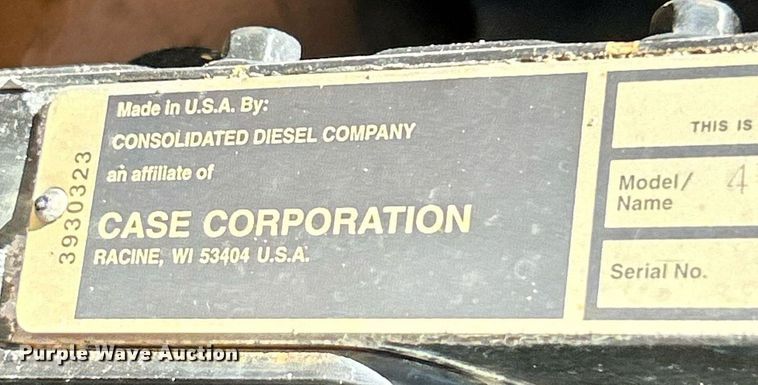 Made in U.S.A. By:
CONSOLIDATED DIESEL COMPANY
an affiliate of
CASE CORPORATION
RACINE, WI 53404 U.S.A.
3930323
THIS IS
Model/ 4
Name
Serial No.
Purple Wave Auction